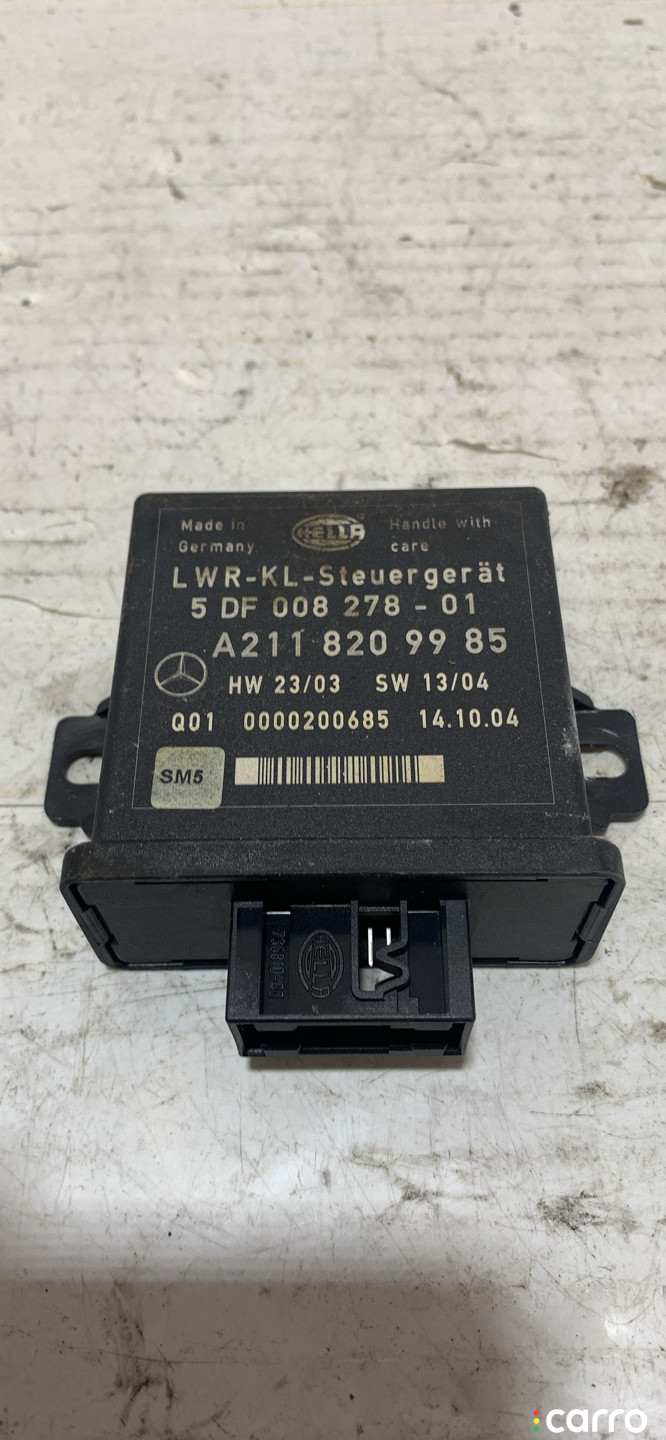 Made in
Germany
HELLA
Handle with
care
LWR-KL-Steuergerät
5 DF 008 278 - 01
A211 820 99 85
HW 23/03 SW 13/04
Q01 0000200685 14.10.04
SM5
HELLA
carro